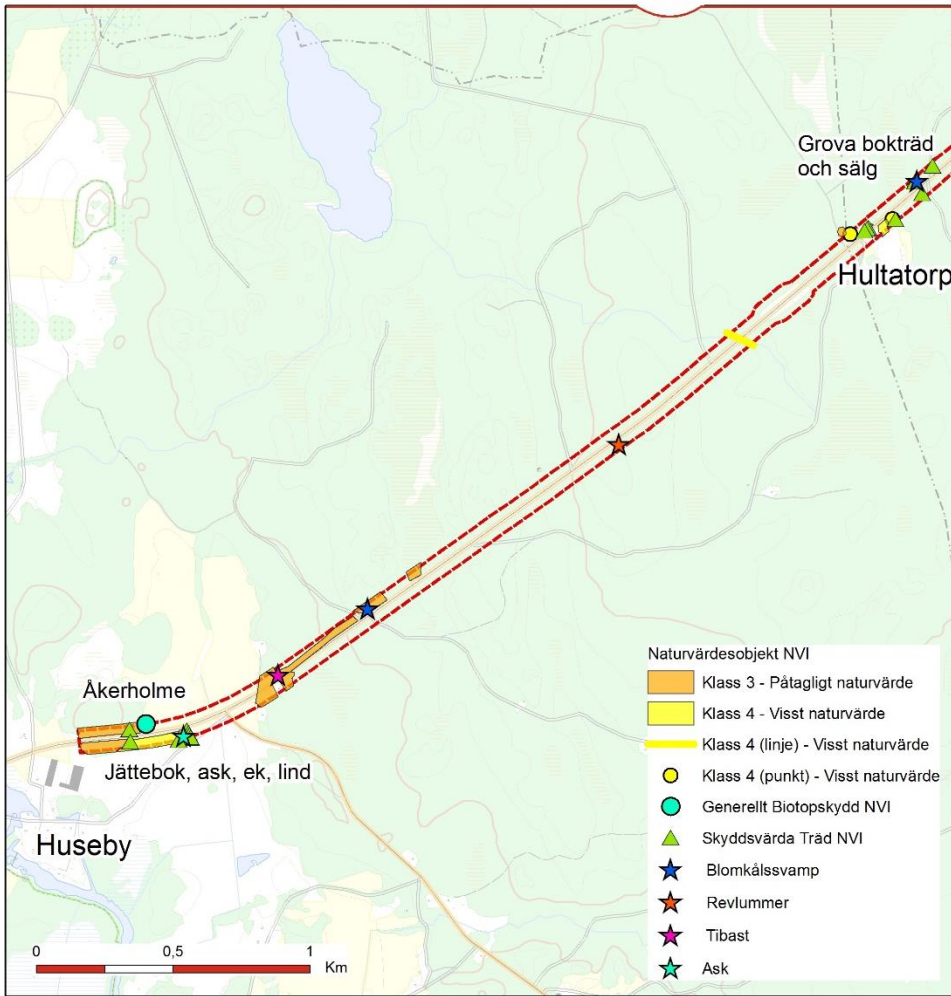 Grova bokträd
och sälg
Hultatorp
Åkerholme
Jättebok, ask, ek, lind
Huseby
Naturvärdesobjekt NVI
Klass 3 - Påtagligt naturvärde
Klass 4 - Visst naturvärde
Klass 4 (linje) - Visst naturvärde
Klass 4 (punkt) - Visst naturvärde
Generellt Biotopskydd NVI
Skyddsvärda Träd NVI
Blomkålssvamp
Revlummer
Tibast
Ask
0 0,5 1
Km